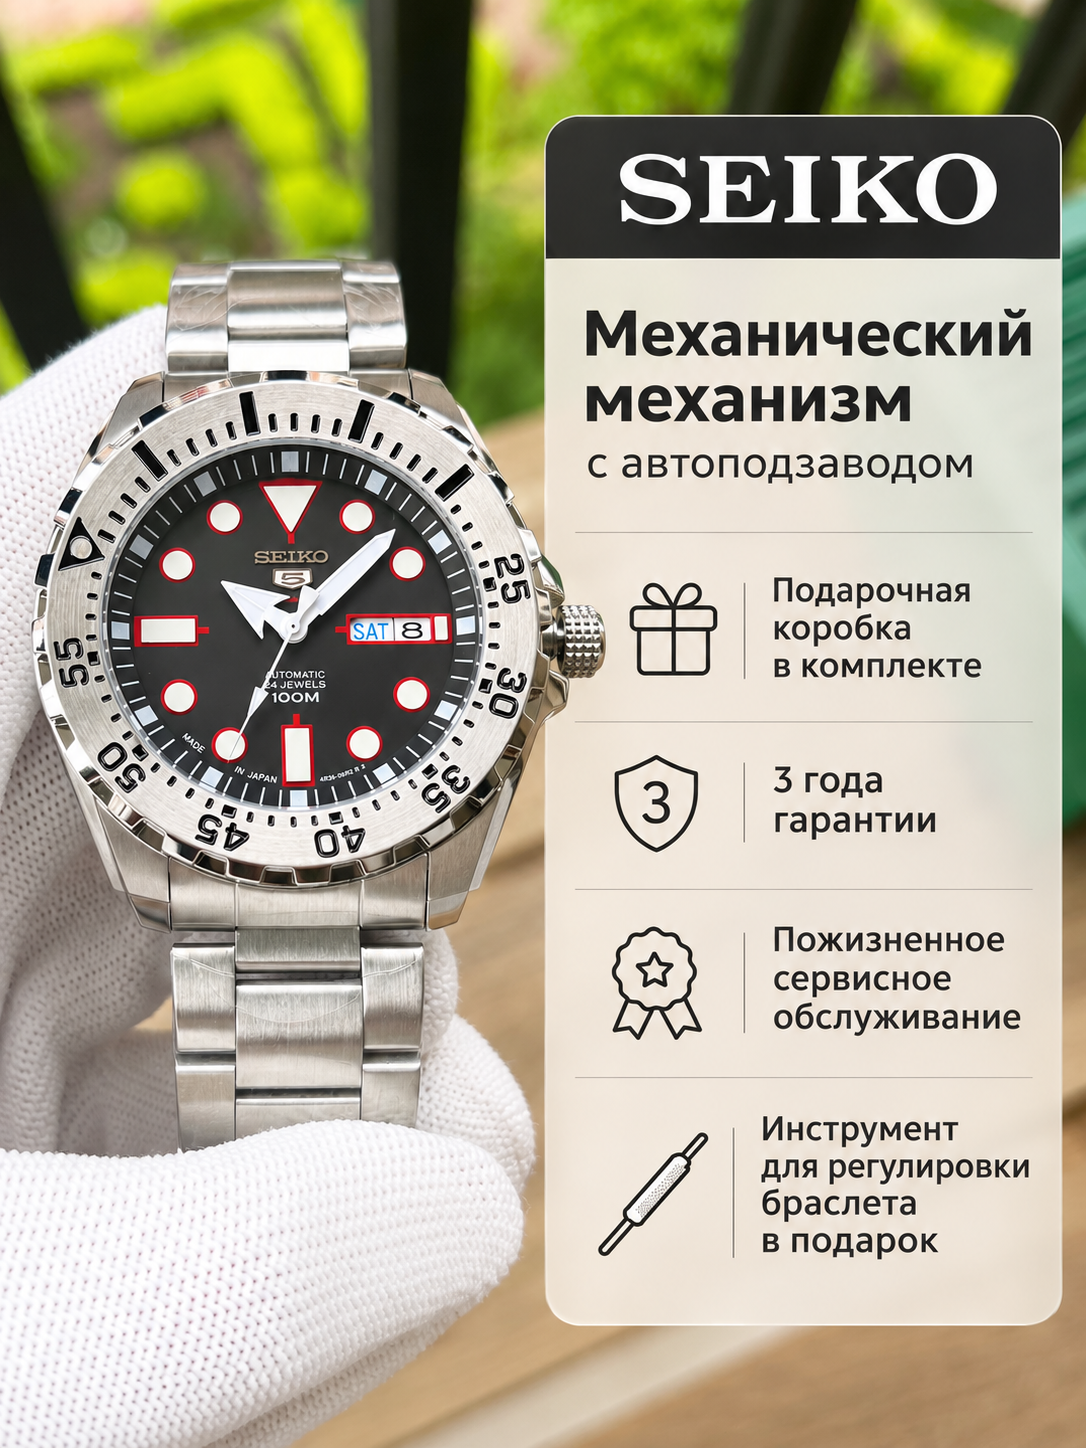 SEIKO
Механический
механизм
с автоподзаводом
Подарочная
коробка
в комплекте
3
3 года
гарантии
Пожизненное
сервисное
обслуживание
Инструмент
для регулировки
браслета
в подарок
25
30
35
40
45
50
55
SEIKO
5
SAT 8
AUTOMATIC
24 JEWELS
100M
MADE
IN JAPAN